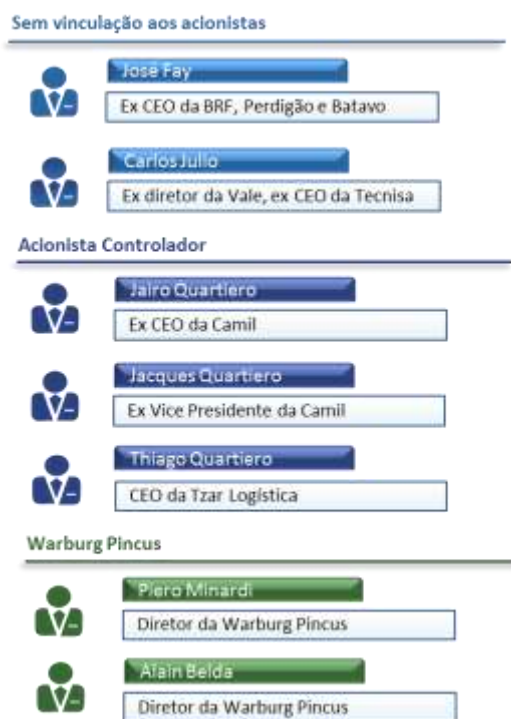 Sem vinculação aos acionistas
José Fay
Ex CEO da BRF, Perdigão e Batavo
Carlos Julio
Ex diretor da Vale, ex CEO da Tecnisa
Acionista Controlador
Jairo Quartiero
Ex CEO da Camil
Jacques Quartiero
Ex Vice Presidente da Camil
Thiago Quartiero
CEO da Tzar Logística
Warburg Pincus
Piero Minardi
Diretor da Warburg Pincus
Alain Belda
Diretor da Warburg Pincus